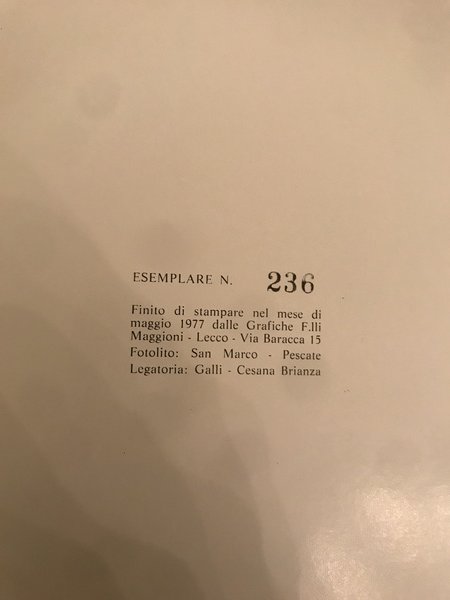 ESEMPLARE N. 236
Finito di stampare nel mese di
maggio 1977 dalle Grafiche F.lli
Maggioni - Lecco - Via Baracca 15
Fotolito: San Marco - Pescate
Legatoria: Galli - Cesana Brianza